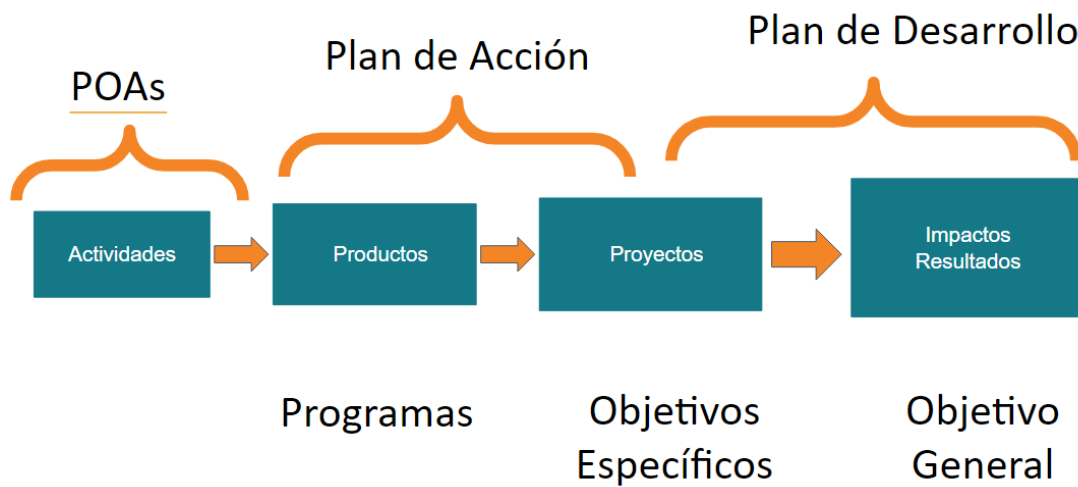 Plan de Desarrollo
Plan de Acción
POAs
Actividades
Productos
Proyectos
Impactos
Resultados
Programas
Objetivos
Específicos
Objetivo
General